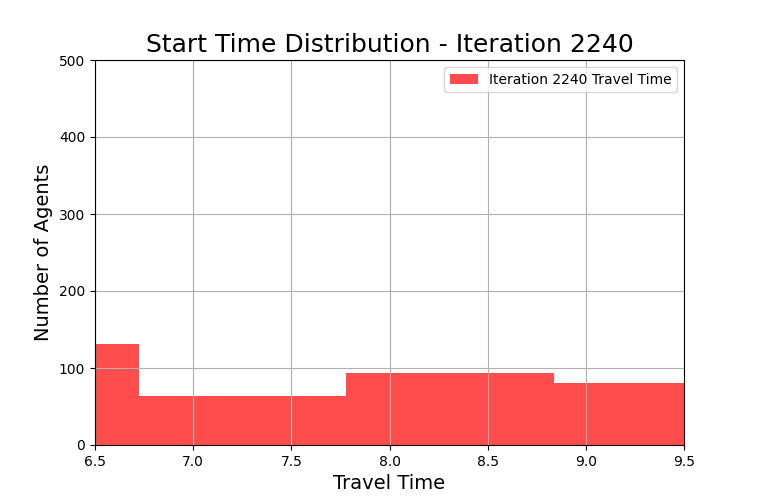 Start Time Distribution - Iteration 2240
Number of Agents
500
400
300
200
100
0
Iteration 2240 Travel Time
6.5 7.0 7.5 8.0 8.5 9.0 9.5
Travel Time